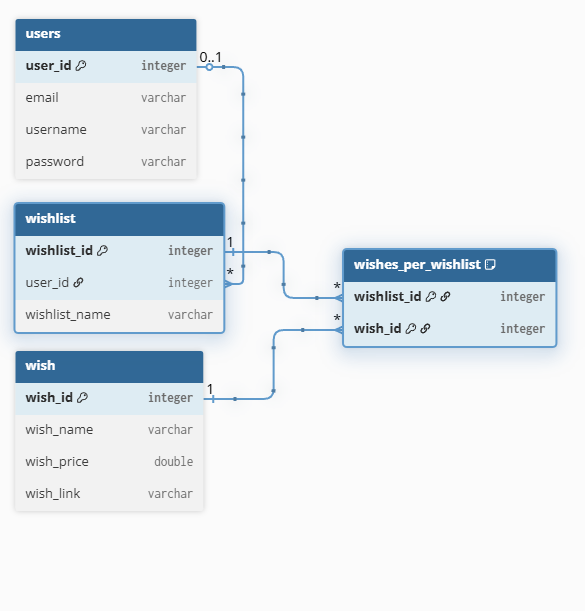 users
user_id integer
0..1
email varchar
username varchar
password varchar
wishlist
wishlist_id integer
1
user_id integer
*
wishlist_name varchar
wishes_per_wishlist
wishlist_id integer
*
wish_id integer
*
wish
wish_id integer
1
wish_name varchar
wish_price double
wish_link varchar